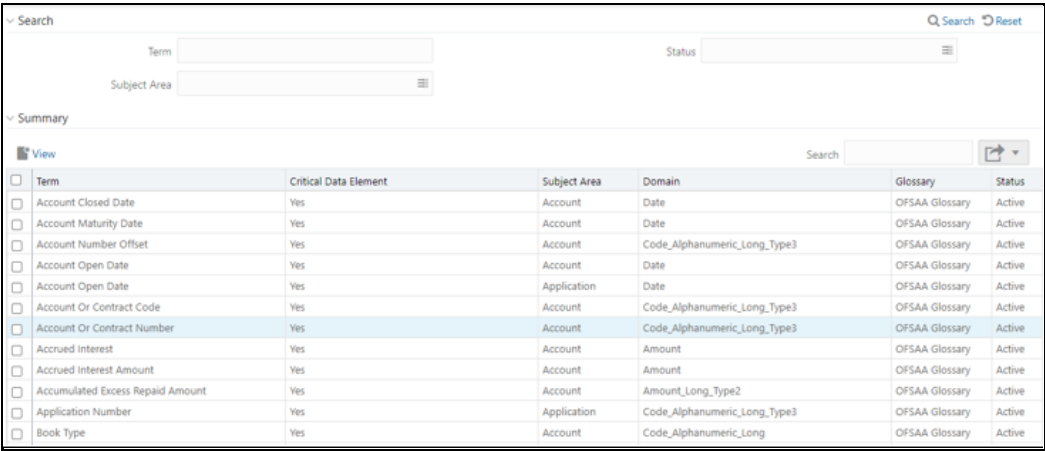 Search Search Reset
Term Status
Subject Area
Summary
View Search
Term Critical Data Element Subject Area Domain Glossary Status
Account Closed Date Yes Account Date OFSAA Glossary Active
Account Maturity Date Yes Account Date OFSAA Glossary Active
Account Number Offset Yes Account Code_Alphanumeric_Long_Type3 OFSAA Glossary Active
Account Open Date Yes Account Date OFSAA Glossary Active
Account Open Date Yes Application Date OFSAA Glossary Active
Account Or Contract Code Yes Account Code_Alphanumeric_Long_Type3 OFSAA Glossary Active
Account Or Contract Number Yes Account Code_Alphanumeric_Long_Type3 OFSAA Glossary Active
Accrued Interest Yes Account Amount OFSAA Glossary Active
Accrued Interest Amount Yes Account Amount OFSAA Glossary Active
Accumulated Excess Repaid Amount Yes Account Amount_Long_Type2 OFSAA Glossary Active
Application Number Yes Application Code_Alphanumeric_Long_Type3 OFSAA Glossary Active
Book Type Yes Account Code_Alphanumeric_Long OFSAA Glossary Active